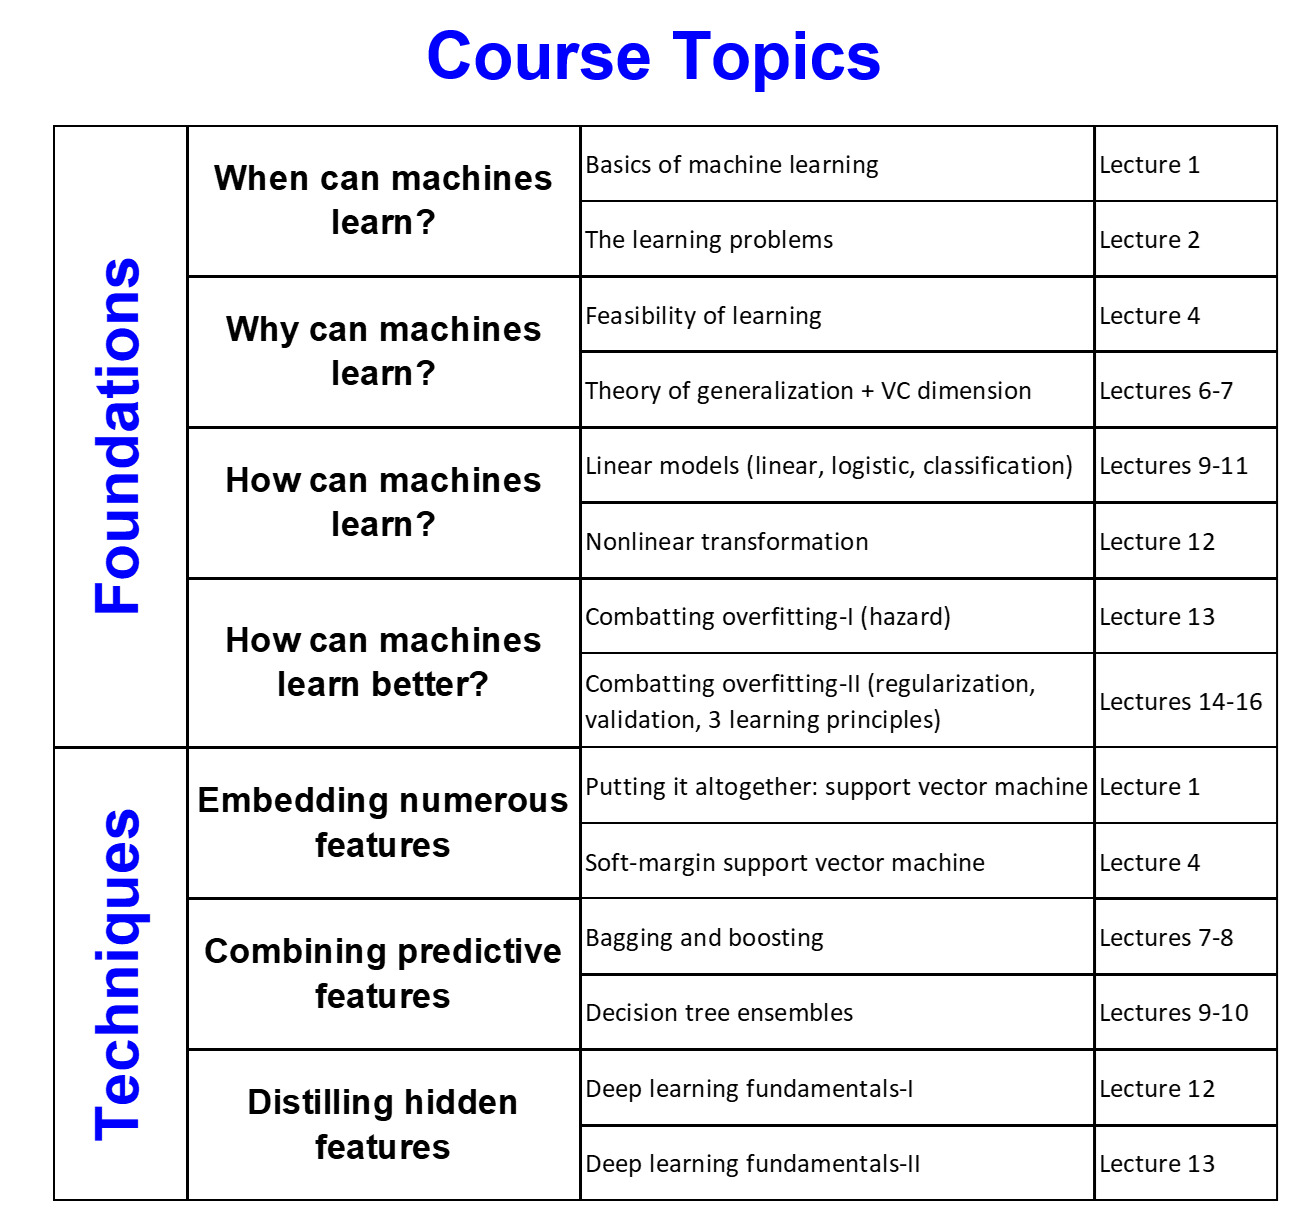 Course Topics
Foundations
When can machines
learn?
Basics of machine learning
Lecture 1
The learning problems
Lecture 2
Why can machines
learn?
Feasibility of learning
Lecture 4
Theory of generalization + VC dimension
Lectures 6-7
How can machines
learn?
Linear models (linear, logistic, classification)
Lectures 9-11
Nonlinear transformation
Lecture 12
How can machines
learn better?
Combatting overfitting-I (hazard)
Lecture 13
Combatting overfitting-II (regularization,
validation, 3 learning principles)
Lectures 14-16
Techniques
Embedding numerous
features
Putting it altogether: support vector machine
Lecture 1
Soft-margin support vector machine
Lecture 4
Combining predictive
features
Bagging and boosting
Lectures 7-8
Decision tree ensembles
Lectures 9-10
Distilling hidden
features
Deep learning fundamentals-I
Lecture 12
Deep learning fundamentals-II
Lecture 13